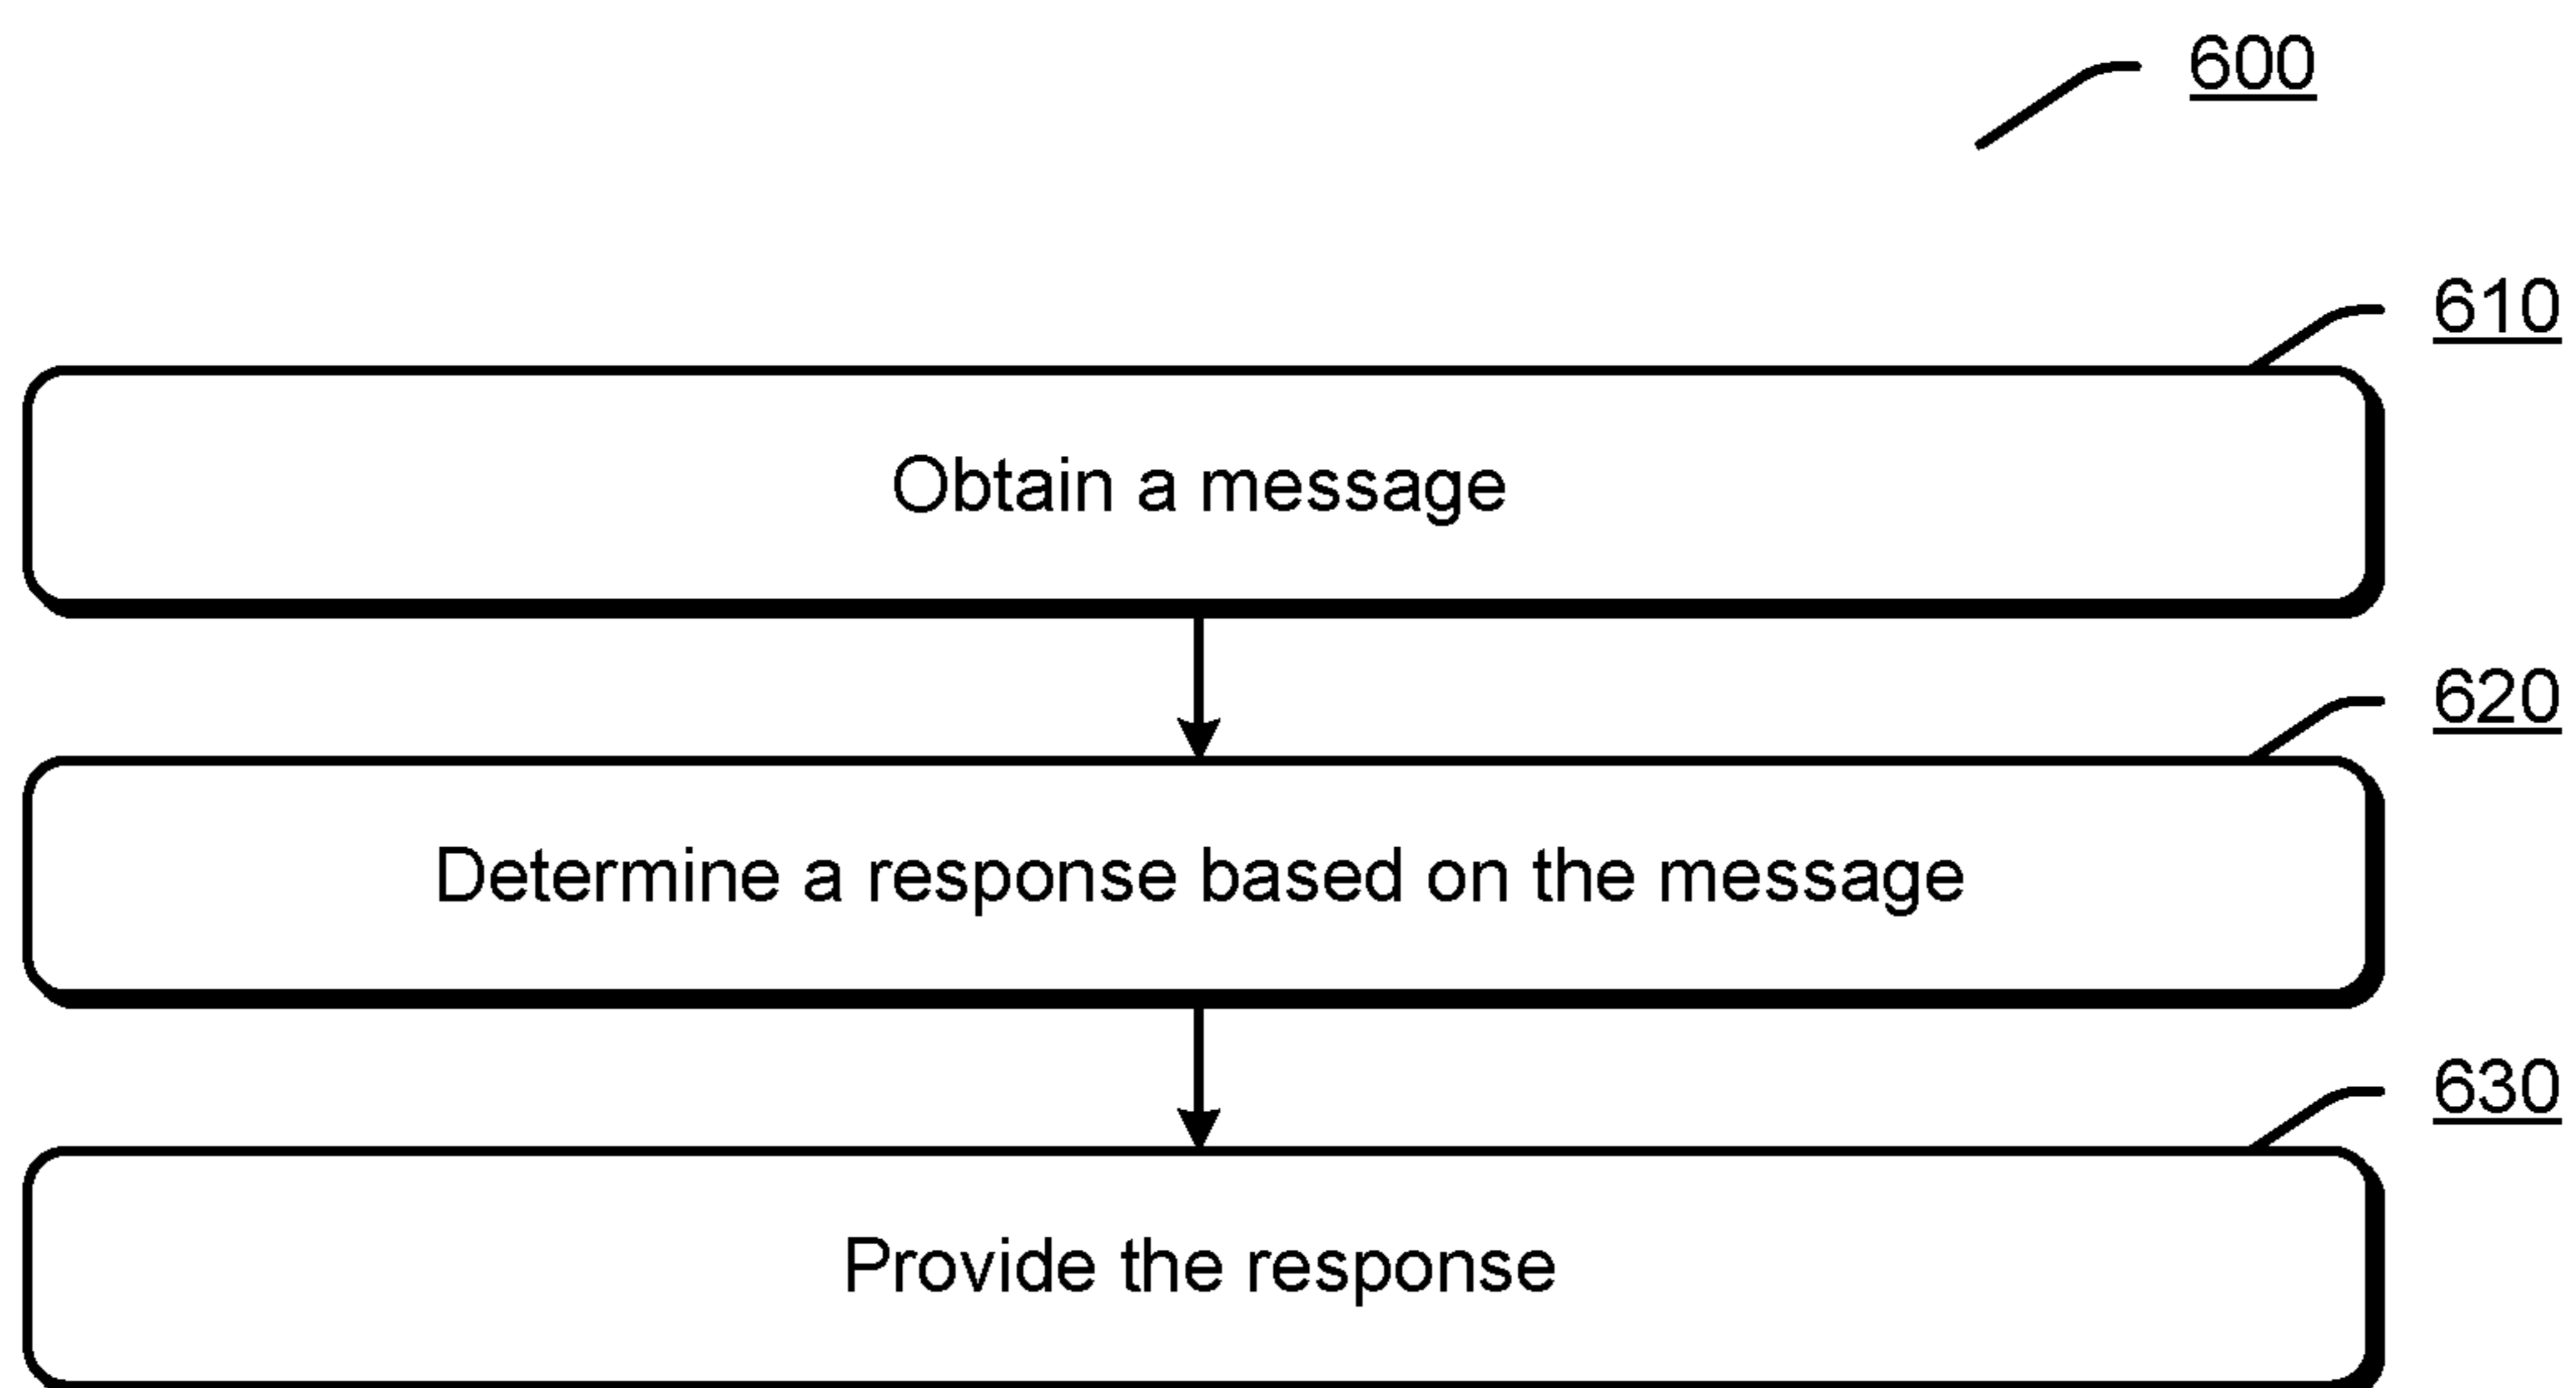 600
610
Obtain a message
620
Determine a response based on the message
630
Provide the response